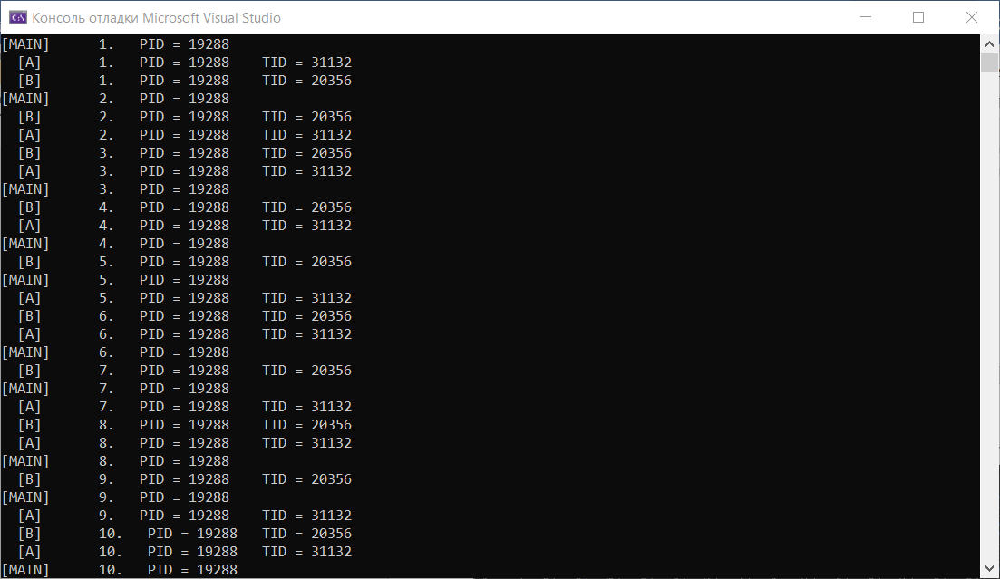 Консоль отладки Microsoft Visual Studio
[MAIN] 1. PID = 19288
[A] 1. PID = 19288 TID = 31132
[B] 1. PID = 19288 TID = 20356
[MAIN] 2. PID = 19288
[B] 2. PID = 19288 TID = 20356
[A] 2. PID = 19288 TID = 31132
[B] 3. PID = 19288 TID = 20356
[A] 3. PID = 19288 TID = 31132
[MAIN] 3. PID = 19288
[B] 4. PID = 19288 TID = 20356
[A] 4. PID = 19288 TID = 31132
[MAIN] 4. PID = 19288
[B] 5. PID = 19288 TID = 20356
[MAIN] 5. PID = 19288
[A] 5. PID = 19288 TID = 31132
[B] 6. PID = 19288 TID = 20356
[A] 6. PID = 19288 TID = 31132
[MAIN] 6. PID = 19288
[B] 7. PID = 19288 TID = 20356
[MAIN] 7. PID = 19288
[A] 7. PID = 19288 TID = 31132
[B] 8. PID = 19288 TID = 20356
[A] 8. PID = 19288 TID = 31132
[MAIN] 8. PID = 19288
[B] 9. PID = 19288 TID = 20356
[MAIN] 9. PID = 19288
[A] 9. PID = 19288 TID = 31132
[B] 10. PID = 19288 TID = 20356
[A] 10. PID = 19288 TID = 31132
[MAIN] 10. PID = 19288